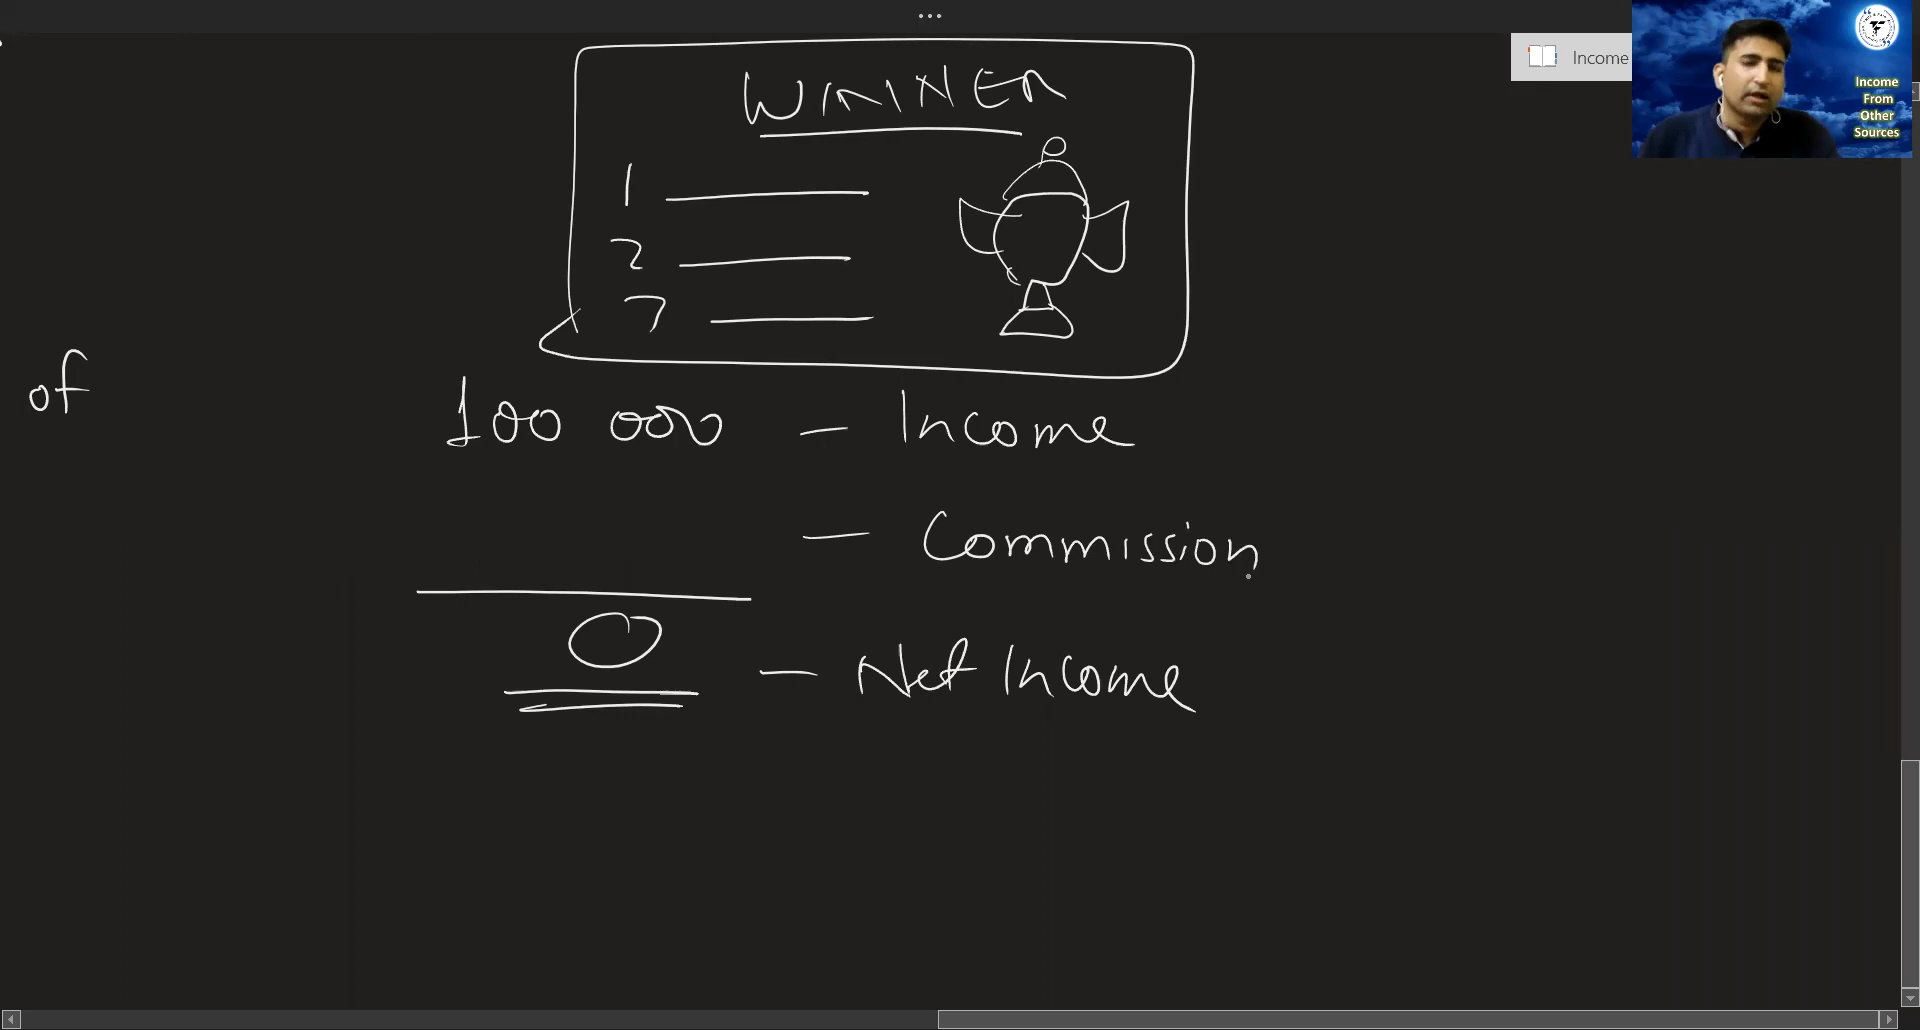 Income
Income
From
Other
Sources
WINNER
1
2
7
of
100 000 — Income
— Commission
0 — Net Income